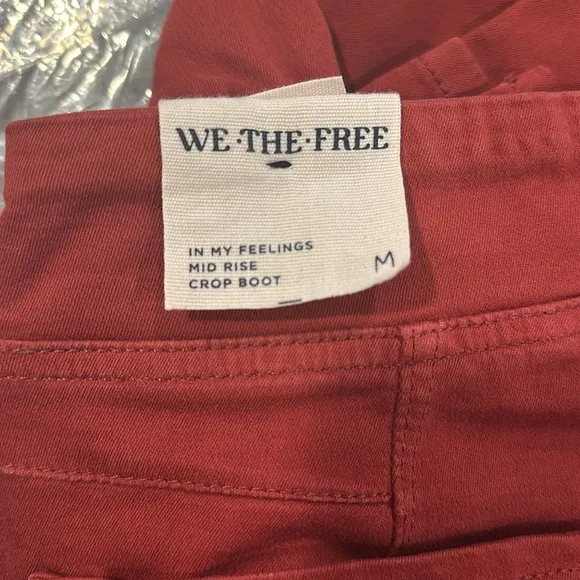 WE·THE·FREE
IN MY FEELINGS
MID RISE
CROP BOOT
M